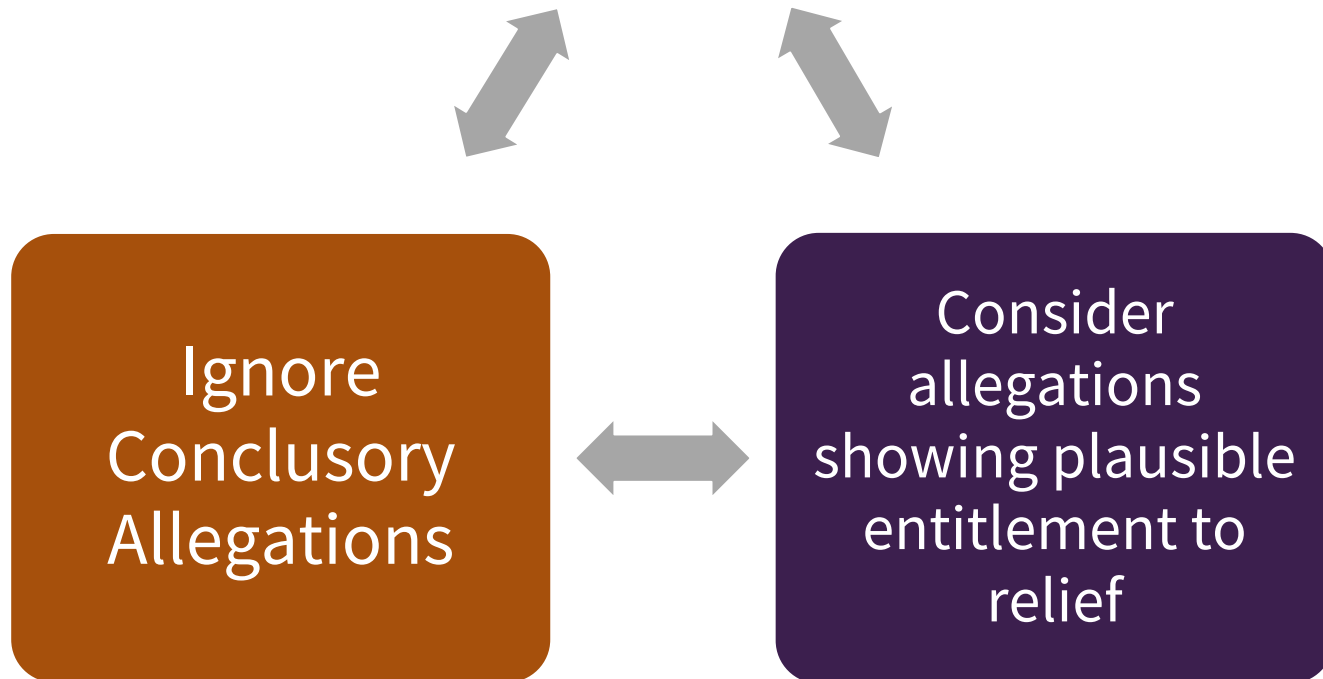 Ignore
Conclusory
Allegations
Consider
allegations
showing plausible
entitlement to
relief